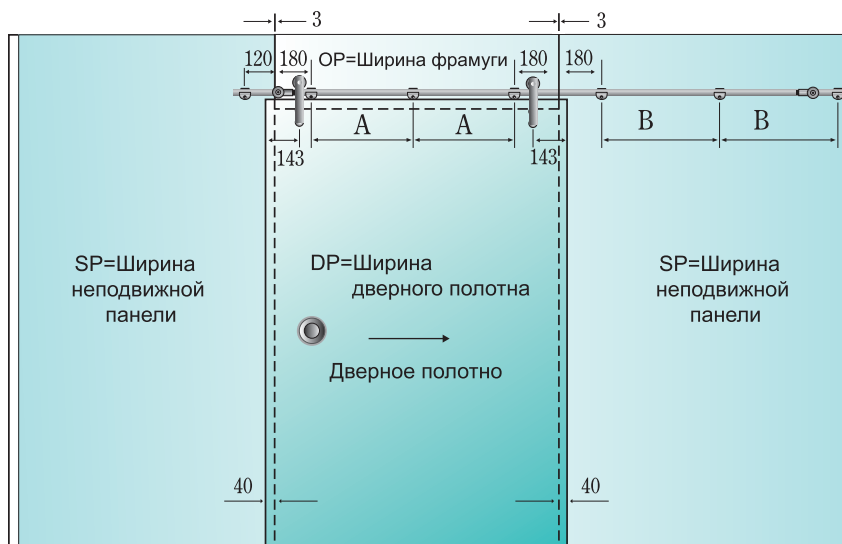 3 3
120 180 OP=Ширина фрамуги 180 180
A A B B
143 143
SP=Ширина
неподвижной
панели
DP=Ширина
дверного полотна
SP=Ширина
неподвижной
панели
Дверное полотно
40 40